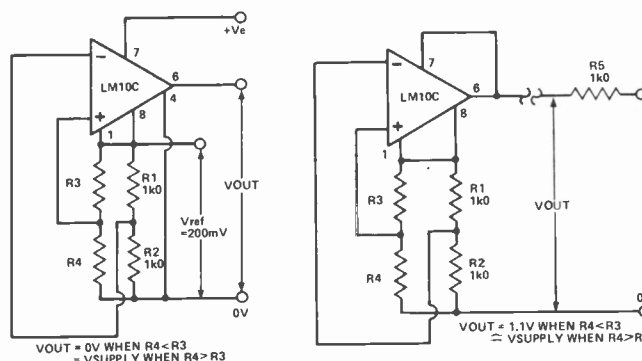 +Ve
7
LM10C
6
4
8
1
R3
R1
1k0
Vref
=200mV
VOUT
R4
R2
1k0
0V
VOUT = 0V WHEN R4<R3
= VSUPPLY WHEN R4>R3
7
LM10C
6
8
1
R5
1k0
R3
R1
1k0
VOUT
R4
R2
1k0
0
VOUT = 1.1V WHEN R4<R3
≈ VSUPPLY WHEN R4>R